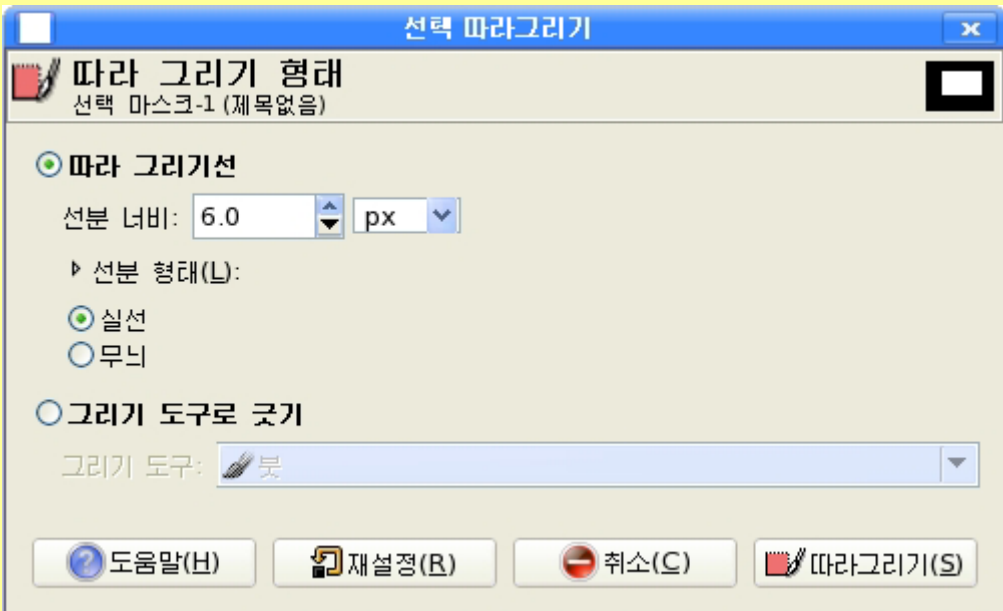 선택 따라그리기
따라 그리기 형태
선택 마스크-1 (제목없음)
따라 그리기선
선분 너비: 6.0 px
선분 형태(L):
실선
무늬
그리기 도구로 긋기
그리기 도구: 붓
도움말(H) 재설정(R) 취소(C) 따라그리기(S)